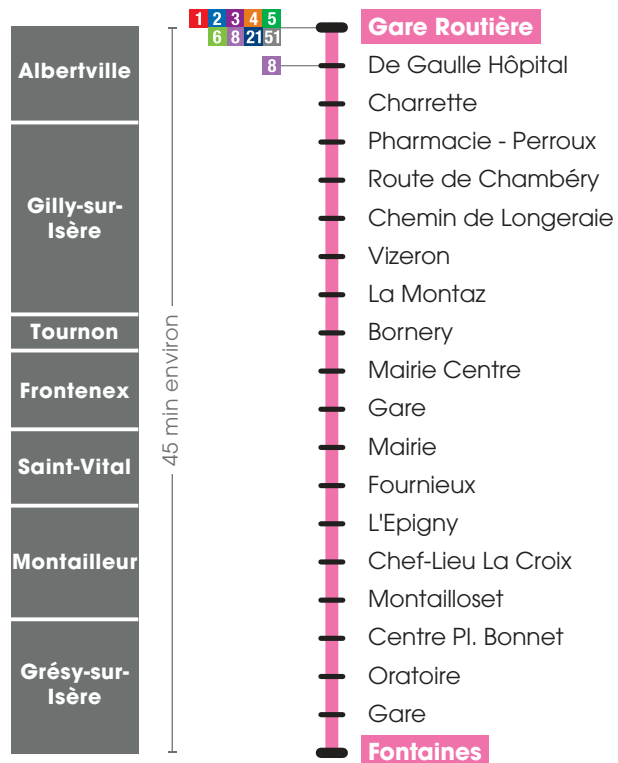 Albertville
Gilly-sur-
Isère
Tournon
Frontenex
Saint-Vital
Montailleur
Grésy-sur-
Isère
45 min environ
1 2 3 4 5
6 8 21 51
8
Gare Routière
De Gaulle Hôpital
Charrette
Pharmacie - Perroux
Route de Chambéry
Chemin de Longeraie
Vizeron
La Montaz
Bornery
Mairie Centre
Gare
Mairie
Fournieux
L'Epigny
Chef-Lieu La Croix
Montailloset
Centre Pl. Bonnet
Oratoire
Gare
Fontaines